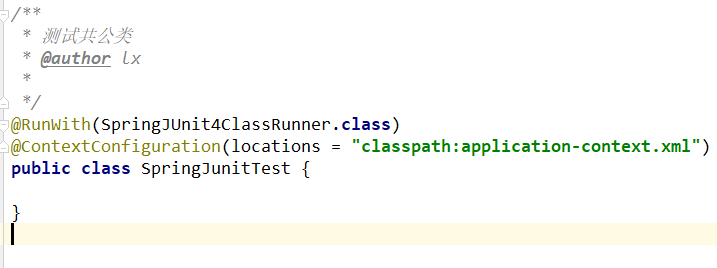 /**
 * 测试共公类
 * @author lx
 *
 */
@RunWith(SpringJUnit4ClassRunner.class)
@ContextConfiguration(locations = "classpath:application-context.xml")
public class SpringJunitTest {
}